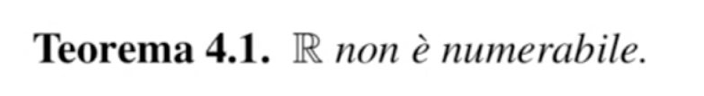 Teorema 4.1. ℝ non è numerabile.